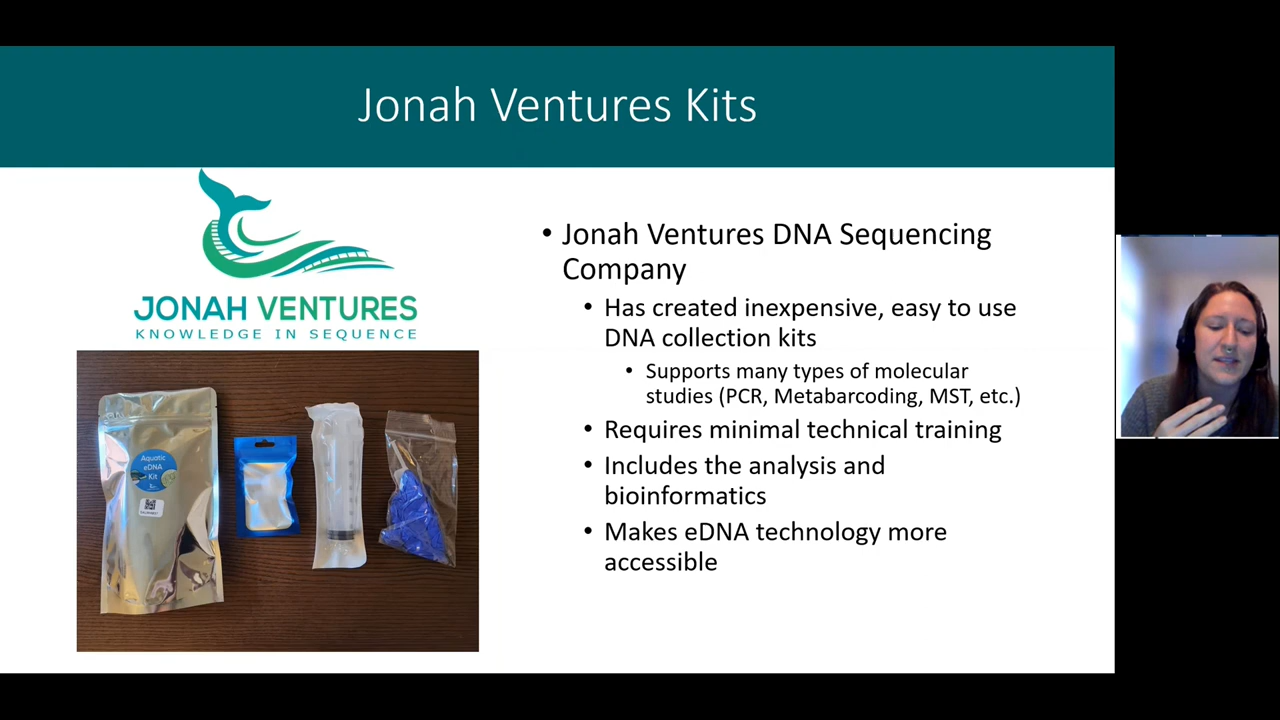 Jonah Ventures Kits
JONAH VENTURES
KNOWLEDGE IN SEQUENCE
Aquatic
eDNA
Kit
• Jonah Ventures DNA Sequencing
Company
• Has created inexpensive, easy to use
DNA collection kits
• Supports many types of molecular
studies (PCR, Metabarcoding, MST, etc.)
• Requires minimal technical training
• Includes the analysis and
bioinformatics
• Makes eDNA technology more
accessible